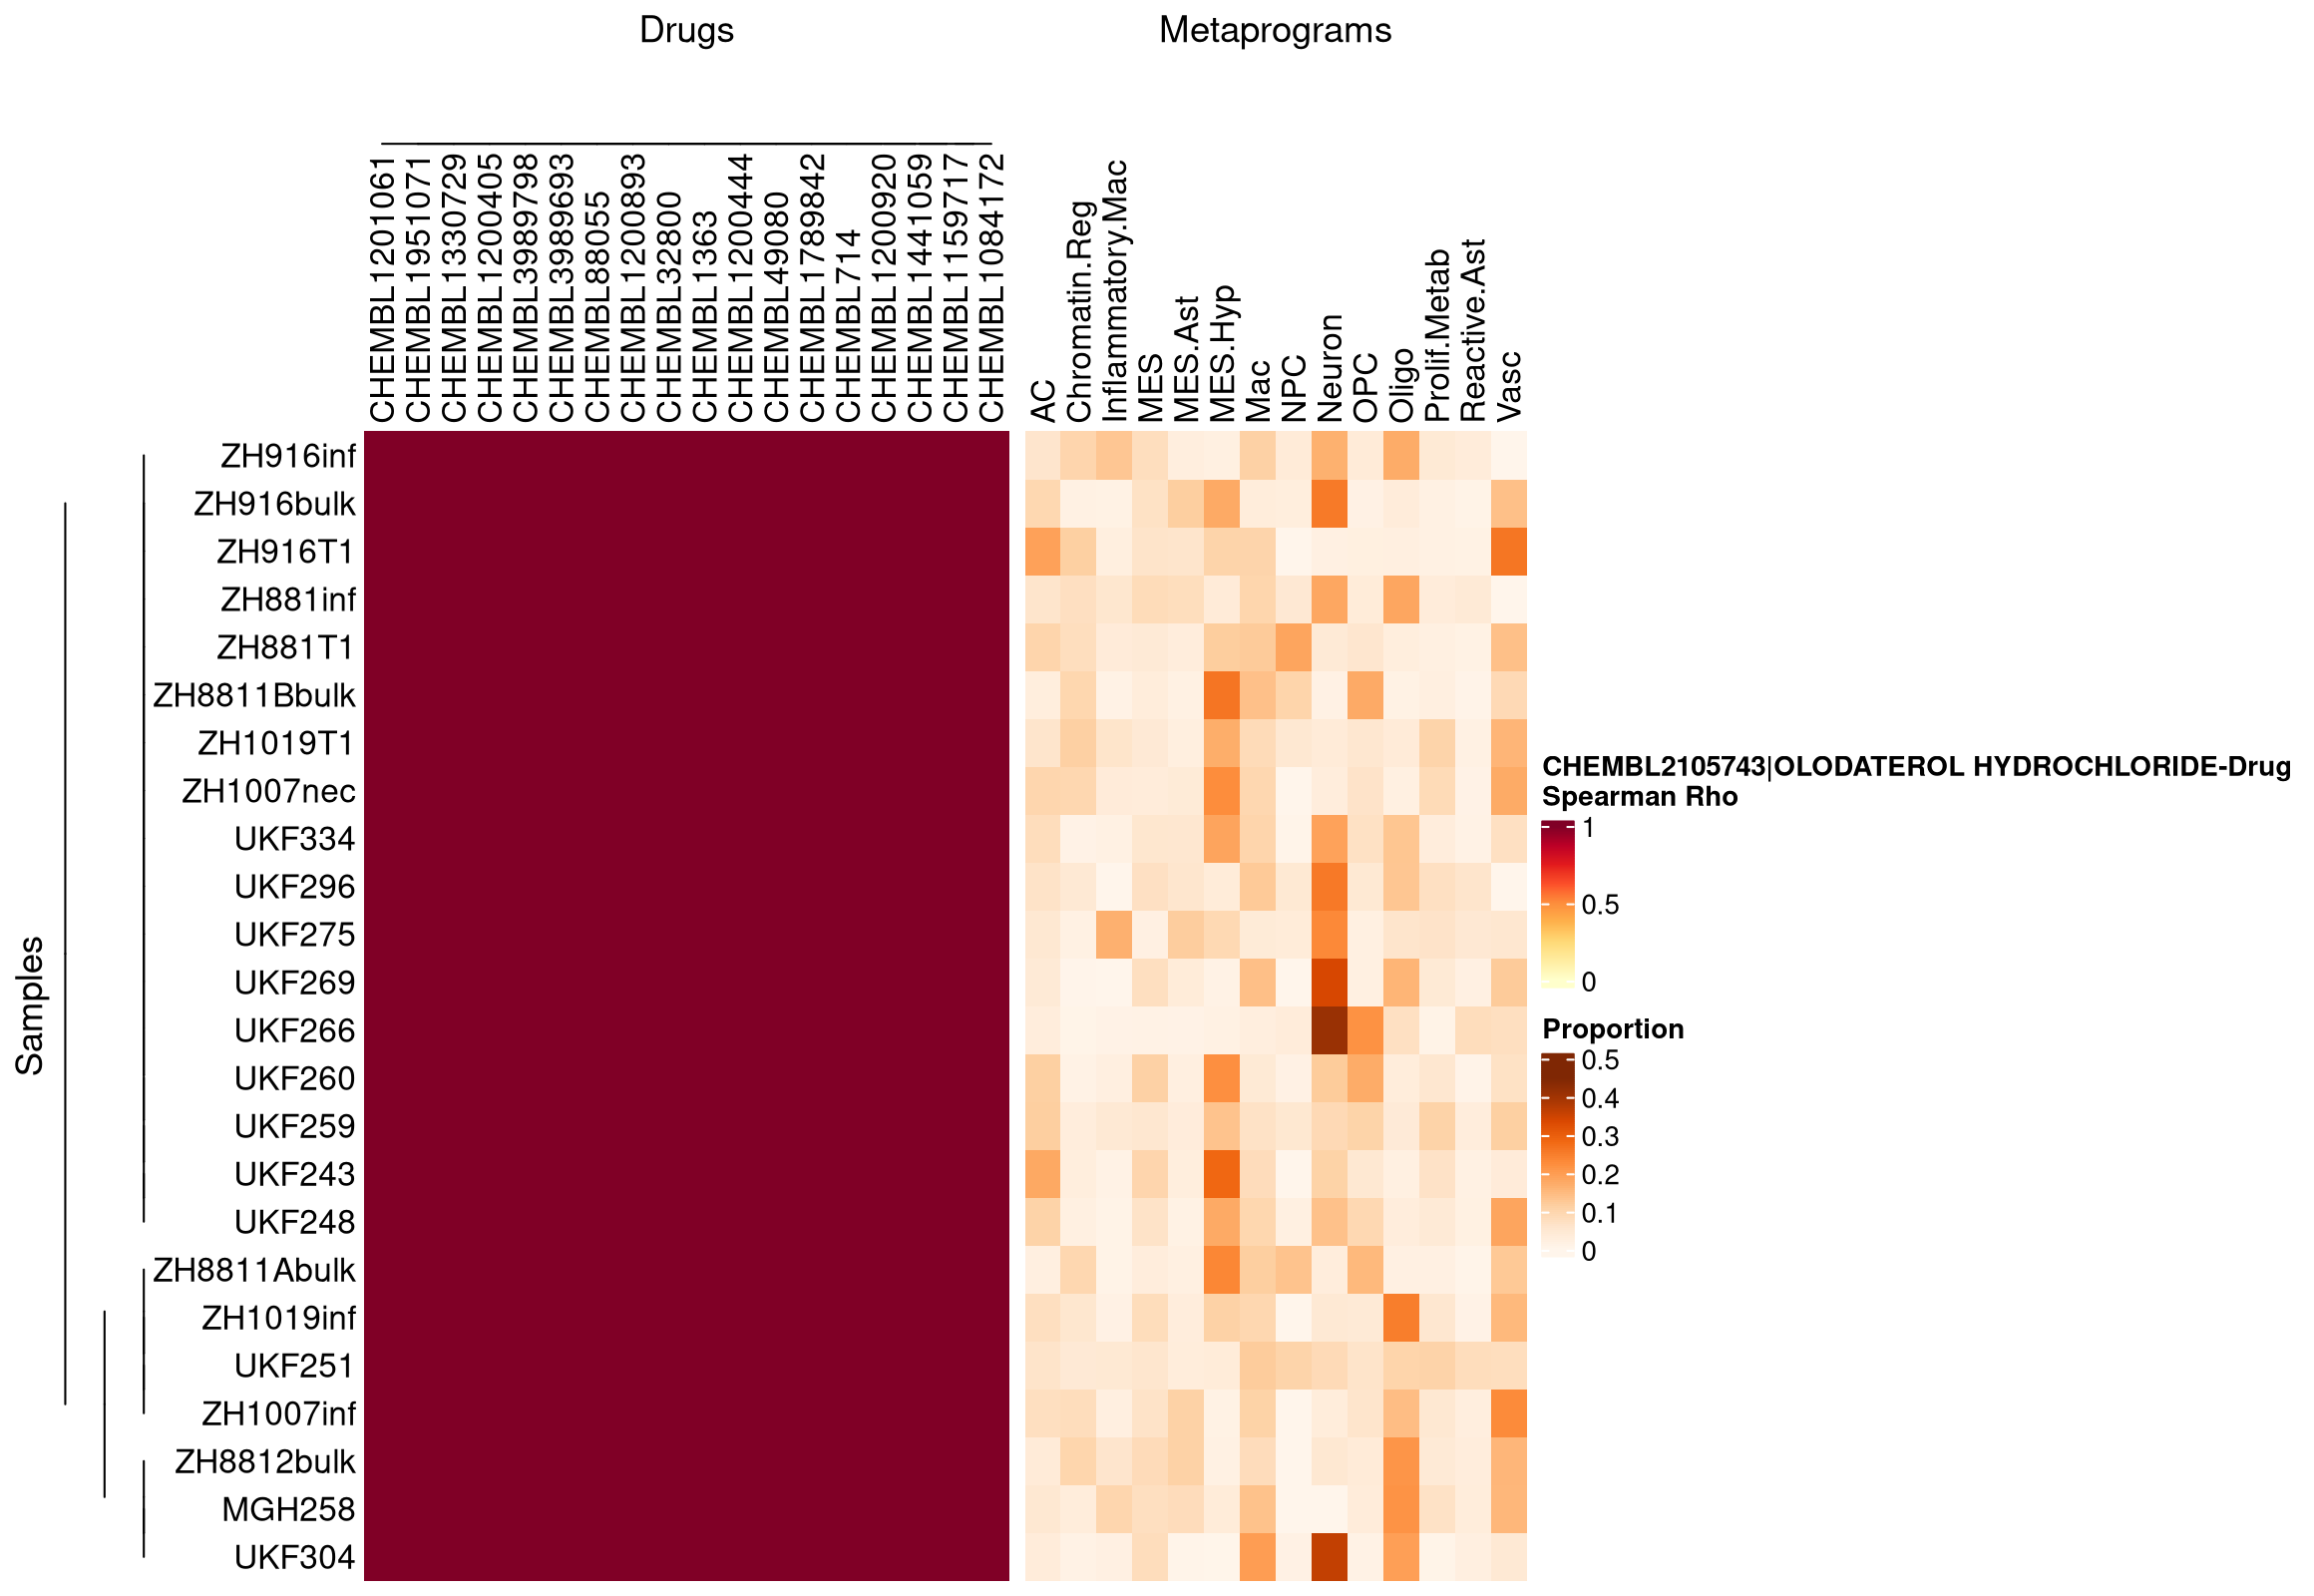 Drugs
Metaprograms
CHEMBL1201061
CHEMBL1951071
CHEMBL13307229
CHEMBL1200405
CHEMBL3989798
CHEMBL3989693
CHEMBL88055
CHEMBL1200893
CHEMBL32800
CHEMBL1363
CHEMBL1200444
CHEMBL49080
CHEMBL1789842
CHEMBL714
CHEMBL1200920
CHEMBL1441059
CHEMBL1159717
CHEMBL1084172
AC
Chromatin.Reg
Inflammatory.Mac
MES
MES.Ast
MES.Hyp
Mac
NPC
Neuron
OPC
Oligo
Prolif.Metab
Reactive.Ast
Vasc
Samples
ZH916inf
ZH916bulk
ZH916T1
ZH881inf
ZH881T1
ZH8811Bbulk
ZH1019T1
ZH1007nec
UKF334
UKF296
UKF275
UKF269
UKF266
UKF260
UKF259
UKF243
UKF248
ZH8811Abulk
ZH1019inf
UKF251
ZH1007inf
ZH8812bulk
MGH258
UKF304
CHEMBL2105743|OLODATEROL HYDROCHLORIDE-Drug
Spearman Rho
1
0.5
0
Proportion
0.5
0.4
0.3
0.2
0.1
0